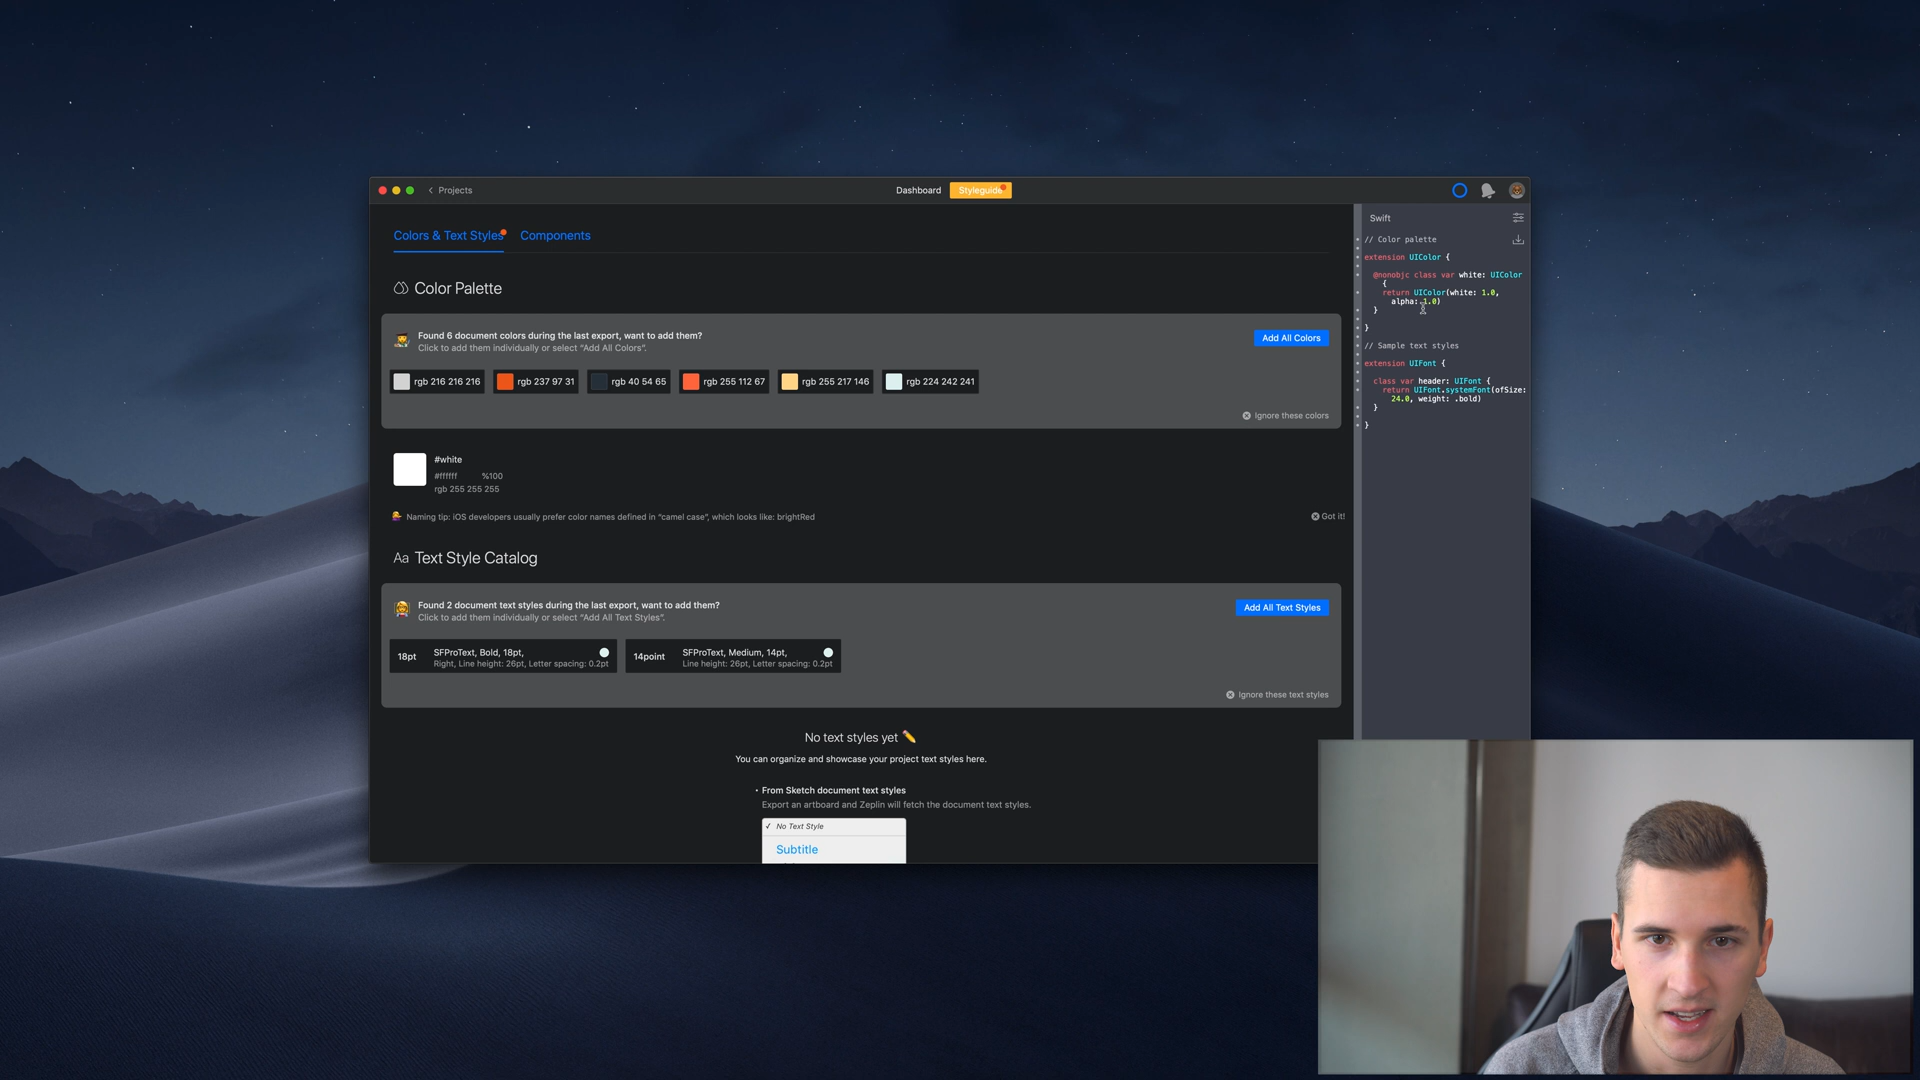 Projects
Dashboard
Styleguide
Colors & Text Styles
Components
Color Palette
Found 6 document colors during the last export, want to add them?
Click to add them individually or select “Add All Colors”.
Add All Colors
rgb 216 216 216
rgb 237 97 31
rgb 40 54 65
rgb 255 112 67
rgb 255 217 146
rgb 224 242 241
Ignore these colors
#white
#ffffff %100
rgb 255 255 255
Naming tip: iOS developers usually prefer color names defined in “camel case”, which looks like: brightRed
Got it!
Aa Text Style Catalog
Found 2 document text styles during the last export, want to add them?
Click to add them individually or select “Add All Text Styles”.
Add All Text Styles
18pt
SFProText, Bold, 18pt,
Right, Line height: 26pt, Letter spacing: 0.2pt
14point
SFProText, Medium, 14pt,
Line height: 26pt, Letter spacing: 0.2pt
Ignore these text styles
No text styles yet
You can organize and showcase your project text styles here.
• From Sketch document text styles
Export an artboard and Zeplin will fetch the document text styles.
✓ No Text Style
Subtitle
Swift
// Color palette
extension UIColor {
@nonobjc class var white: UIColor
{
return UIColor(white: 1.0,
alpha: 1.0)
}
}
// Sample text styles
extension UIFont {
class var header: UIFont {
return UIFont.systemFont(ofSize:
24.0, weight: .bold)
}
}